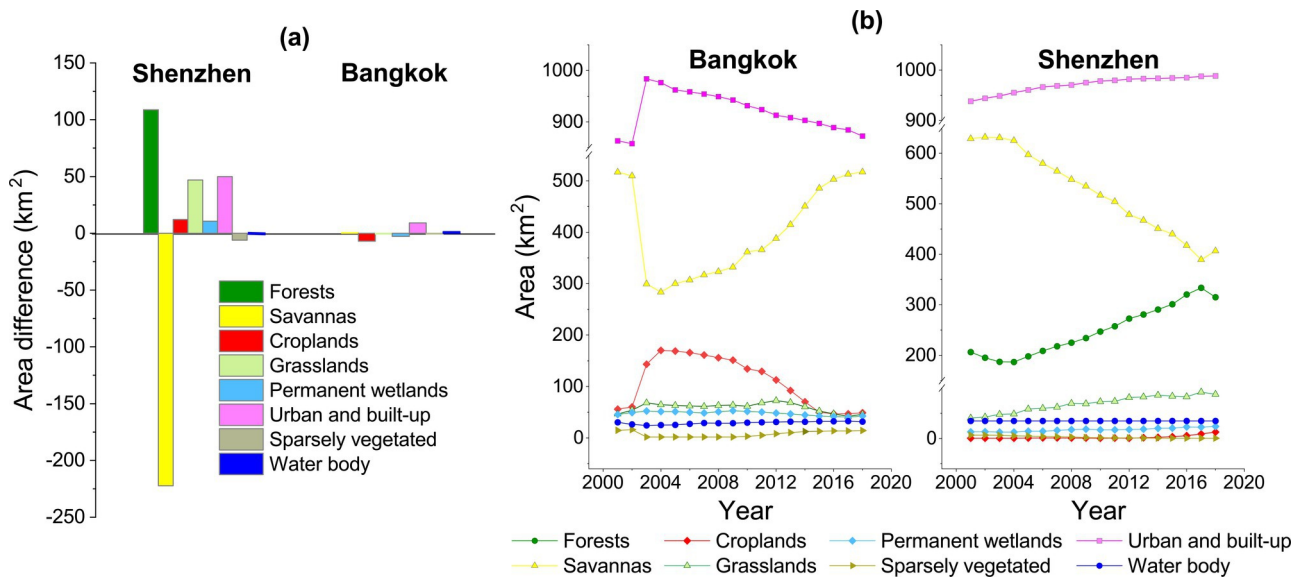 (a)
(b)
Shenzhen
Bangkok
150
100
50
0
-50
-100
-150
-200
-250
Area difference (km²)
Forests
Savannas
Croplands
Grasslands
Permanent wetlands
Urban and built-up
Sparsely vegetated
Water body
Bangkok
1000
900
500
400
300
200
100
0
Area (km²)
2000 2004 2008 2012 2016 2020
Year
Shenzhen
1000
900
600
500
400
300
200
0
2000 2004 2008 2012 2016 2020
Year
Forests Croplands Permanent wetlands Urban and built-up
Savannas Grasslands Sparsely vegetated Water body